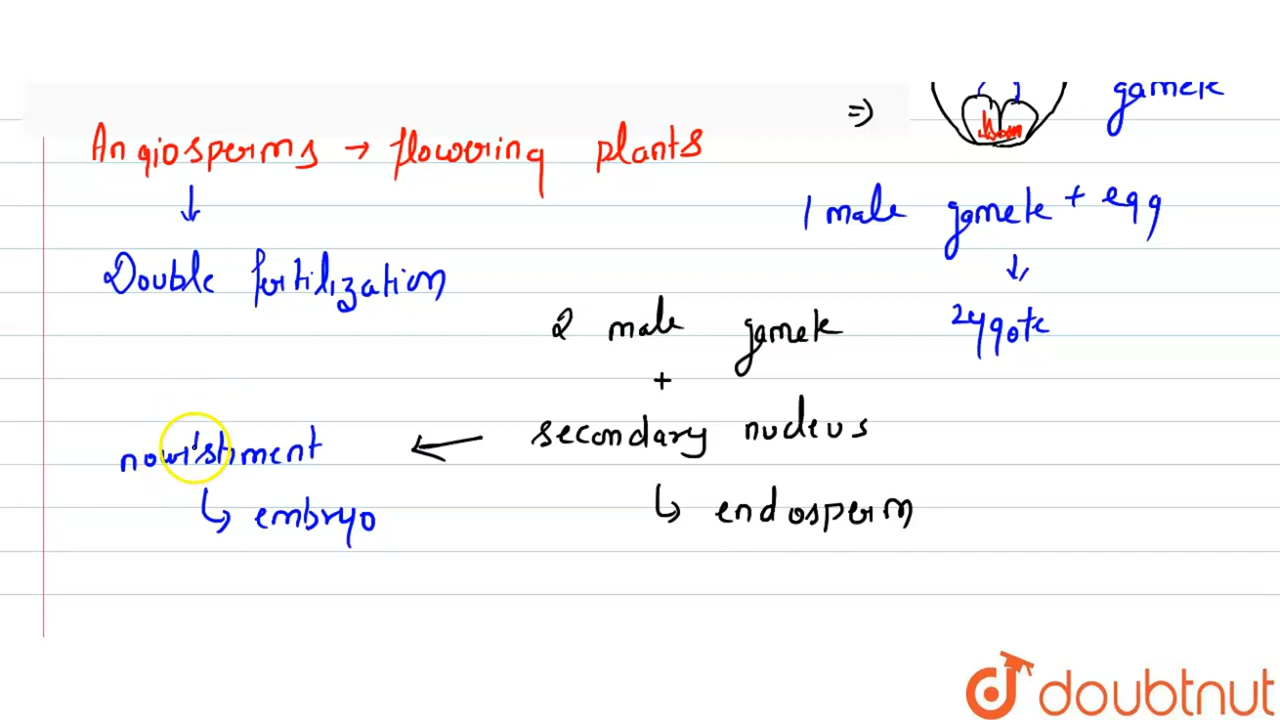 gamete
=>
Angiosperms → flowering plants
1 male gamete + egg
↓
↓
Double fertilization
zygote
2 male gamete
+
secondary nucleus
←
nourishment
↳ embryo
↳ endosperm
doubtnut